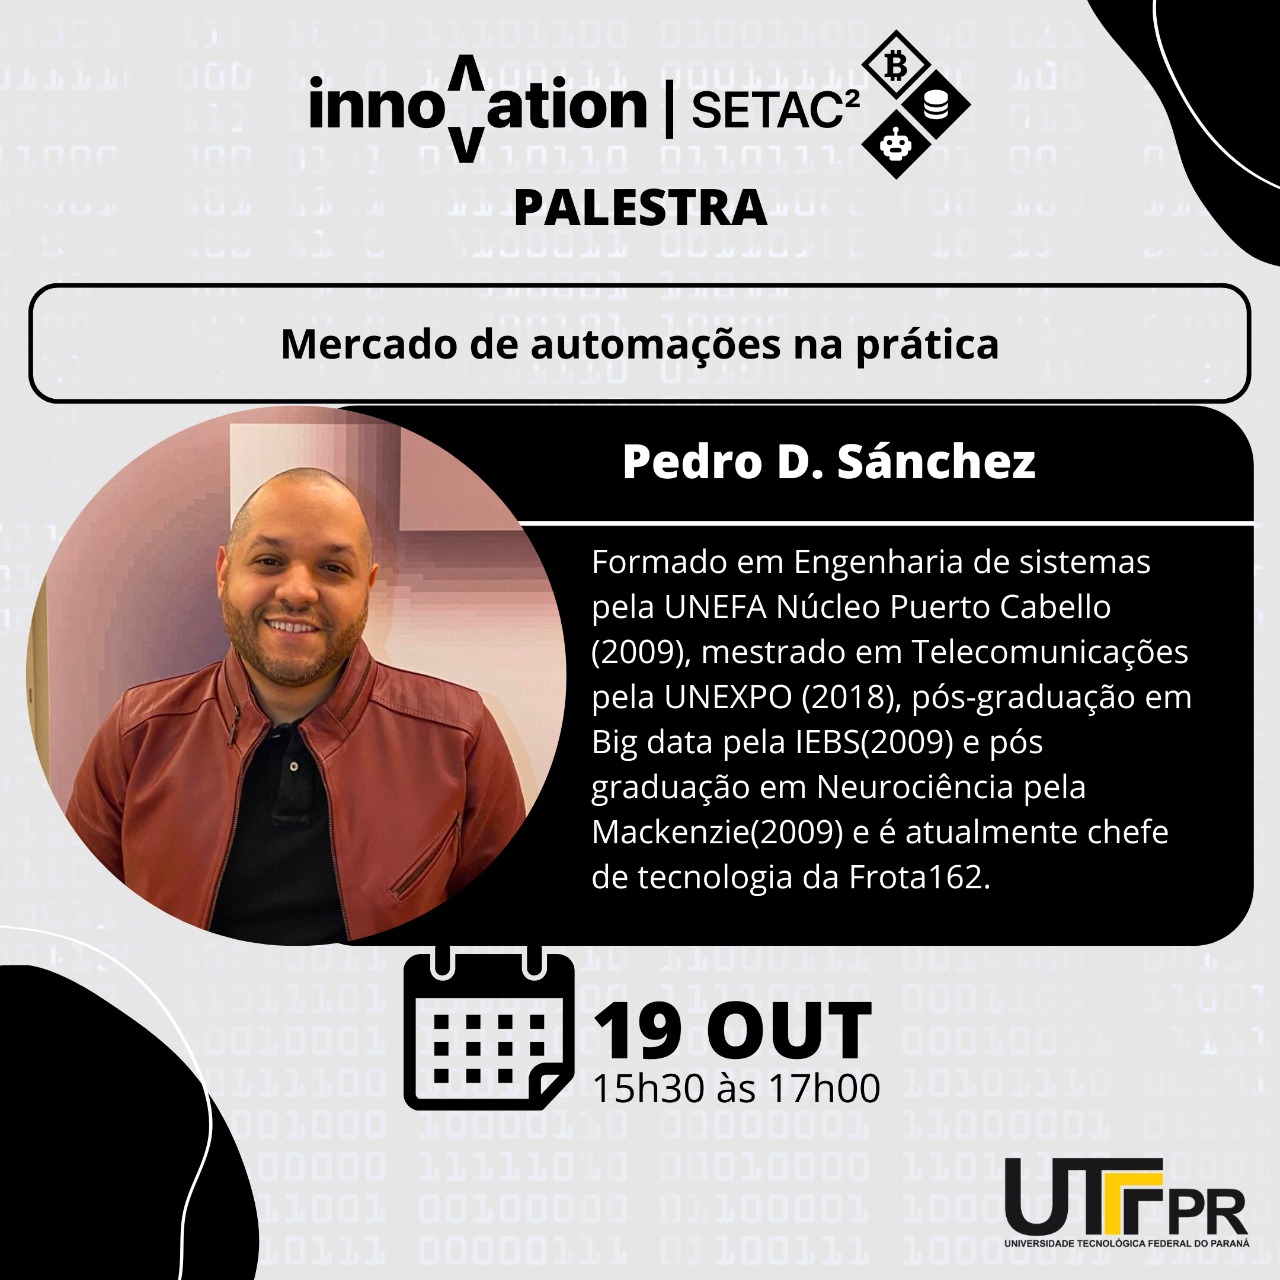 innovation | SETAC²
PALESTRA
Mercado de automações na prática
Pedro D. Sánchez
Formado em Engenharia de sistemas
pela UNEFA Núcleo Puerto Cabello
(2009), mestrado em Telecomunicações
pela UNEXPO (2018), pós-graduação em
Big data pela IEBS(2009) e pós
graduação em Neurociência pela
Mackenzie(2009) e é atualmente chefe
de tecnologia da Frota162.
19 OUT
15h30 às 17h00
UTFPR
UNIVERSIDADE TECNOLÓGICA FEDERAL DO PARANÁ